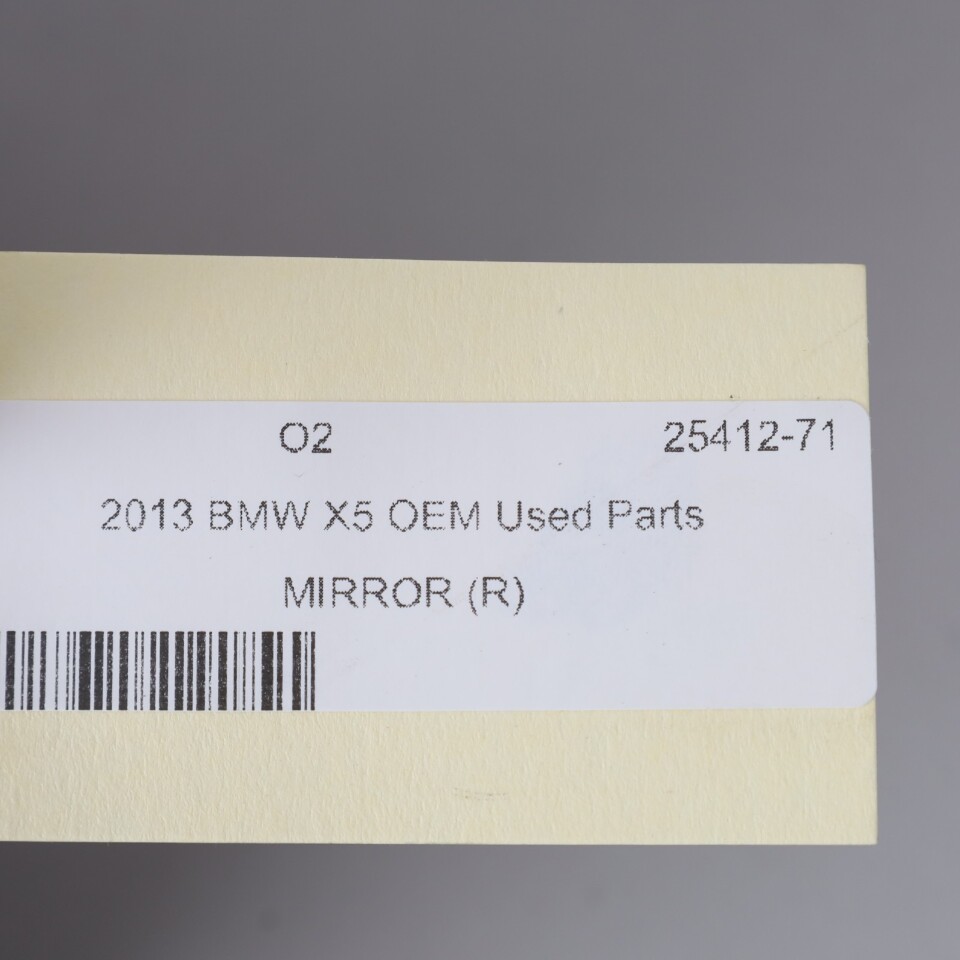 O2 25412-71
2013 BMW X5 OEM Used Parts
MIRROR (R)